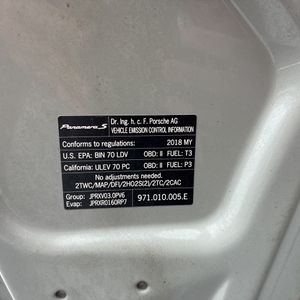 Panamera S
Dr. Ing. h. c. F. Porsche AG
VEHICLE EMISSION CONTROL INFORMATION
Conforms to regulations: 2018 MY
U.S. EPA: BIN 70 LDV OBD: II FUEL: T3
California: ULEV 70 PC OBD: II FUEL: P3
No adjustments needed.
2TWC/MAP/DFI/2HO2S(2)/2TC/2CAC
Group: JPRXV03.0PV6
Evap: JPRXR0160RP7
971.010.005.E